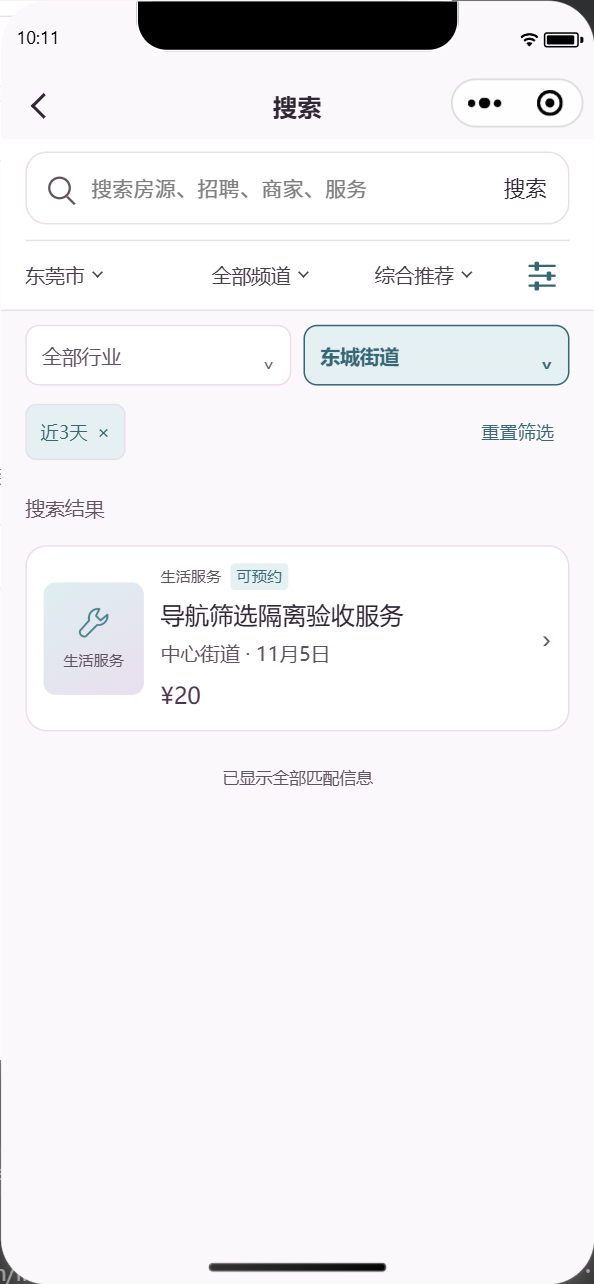 10:11
搜索
搜索房源、招聘、商家、服务 搜索
东莞市 全部频道 综合推荐
全部行业 东城街道
近3天 × 重置筛选
搜索结果
生活服务 可预约
导航筛选隔离验收服务
生活服务
中心街道 · 11月5日
¥20
已显示全部匹配信息